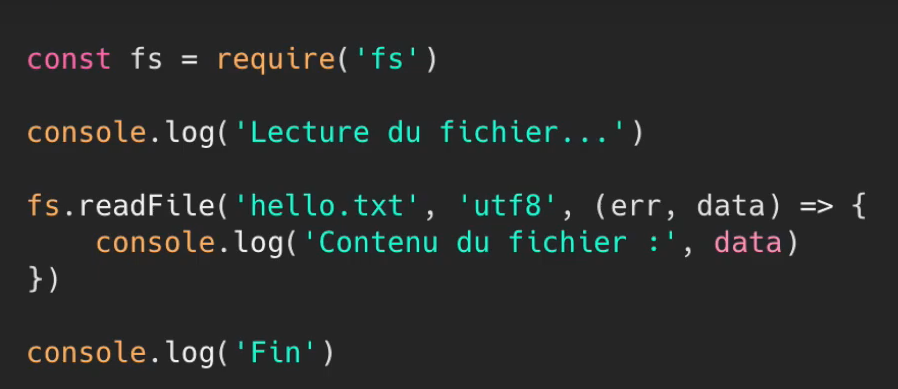 const fs = require('fs')
console.log('Lecture du fichier...')
fs.readFile('hello.txt', 'utf8', (err, data) => {
    console.log('Contenu du fichier :', data)
})
console.log('Fin')